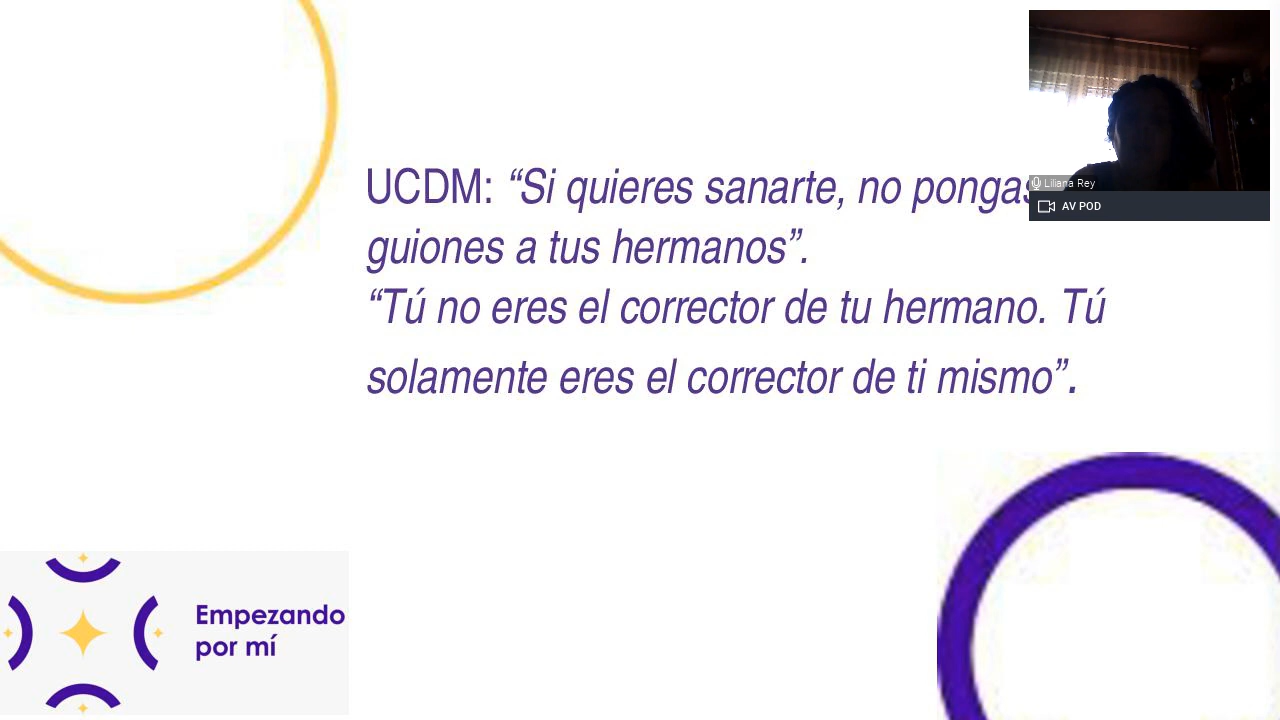 UCDM: “Si quieres sanarte, no pongas
guiones a tus hermanos”.
“Tú no eres el corrector de tu hermano. Tú
solamente eres el corrector de ti mismo”.
Liliana Rey
AV POD
Empezando
por mí